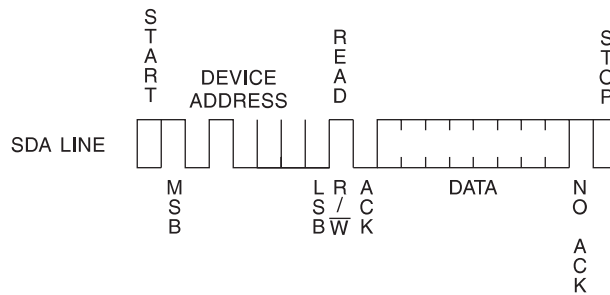 START
DEVICE
ADDRESS
READ
STOP
SDA LINE
MSB
LSB
R/W
ACK
DATA
NO ACK